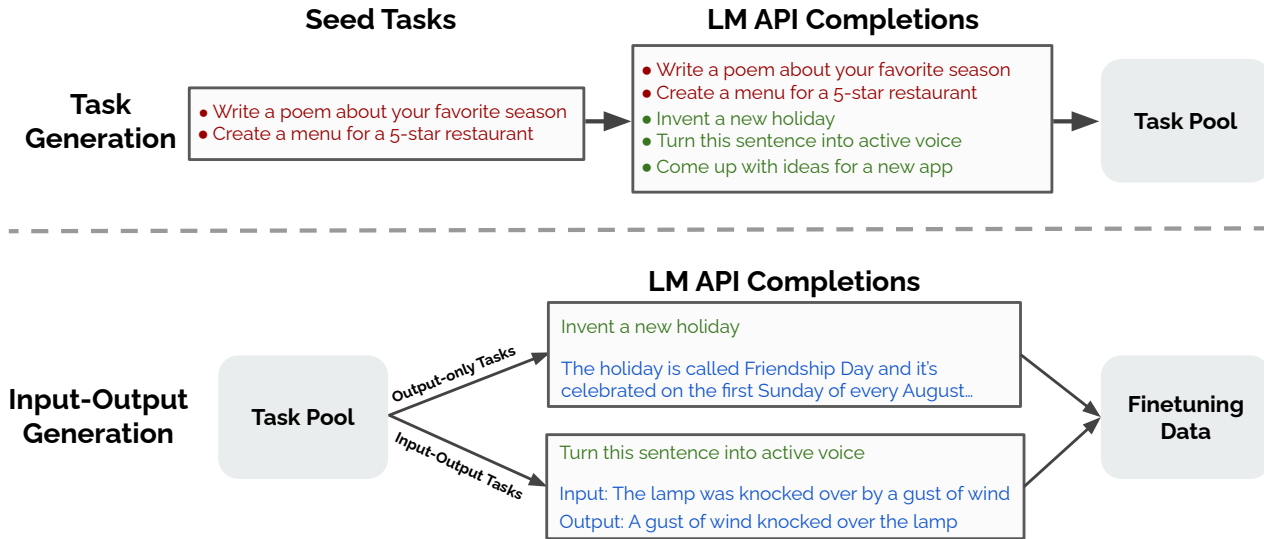 Seed Tasks
LM API Completions
Task
Generation
● Write a poem about your favorite season
● Create a menu for a 5-star restaurant
● Write a poem about your favorite season
● Create a menu for a 5-star restaurant
● Invent a new holiday
● Turn this sentence into active voice
● Come up with ideas for a new app
Task Pool
LM API Completions
Input-Output
Generation
Task Pool
Output-only Tasks
Input-Output Tasks
Invent a new holiday
The holiday is called Friendship Day and it's
celebrated on the first Sunday of every August…
Turn this sentence into active voice
Input: The lamp was knocked over by a gust of wind
Output: A gust of wind knocked over the lamp
Finetuning
Data